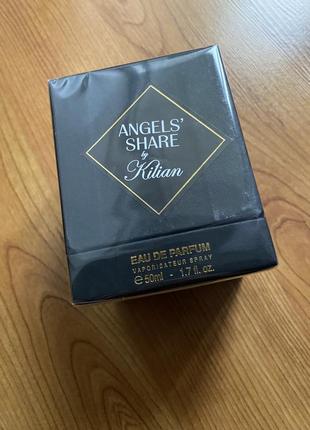 ANGELS'
SHARE
by
Kilian
EAU DE PARFUM
VAPORISATEUR SPRAY
℮50ml - 1.7 fl. oz.